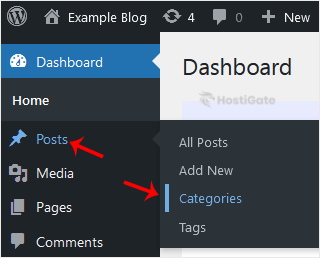 Example Blog 4 0 + New
Dashboard
Home
Posts
Media
Pages
Comments
Dashboard
HostiGate
All Posts
Add New
Categories
Tags